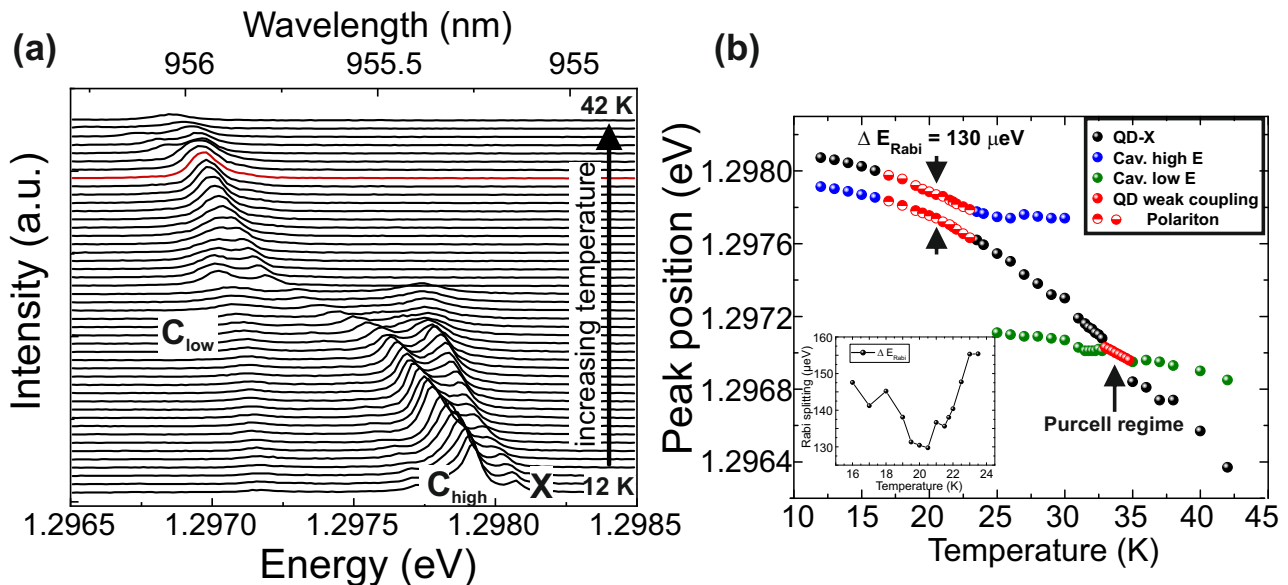 (a)
Wavelength (nm)
956 955.5 955
Intensity (a.u.)
42 K
increasing temperature
12 K
C_low
C_high
X
1.2965 1.2970 1.2975 1.2980 1.2985
Energy (eV)
(b)
Peak position (eV)
1.2980
1.2976
1.2972
1.2968
1.2964
Δ E_Rabi = 130 μeV
QD-X
Cav. high E
Cav. low E
QD weak coupling
Polariton
Purcell regime
Rabi splitting (μeV)
160
150
140
130
Δ E_Rabi
16 18 20 22 24
Temperature (K)
10 15 20 25 30 35 40 45
Temperature (K)